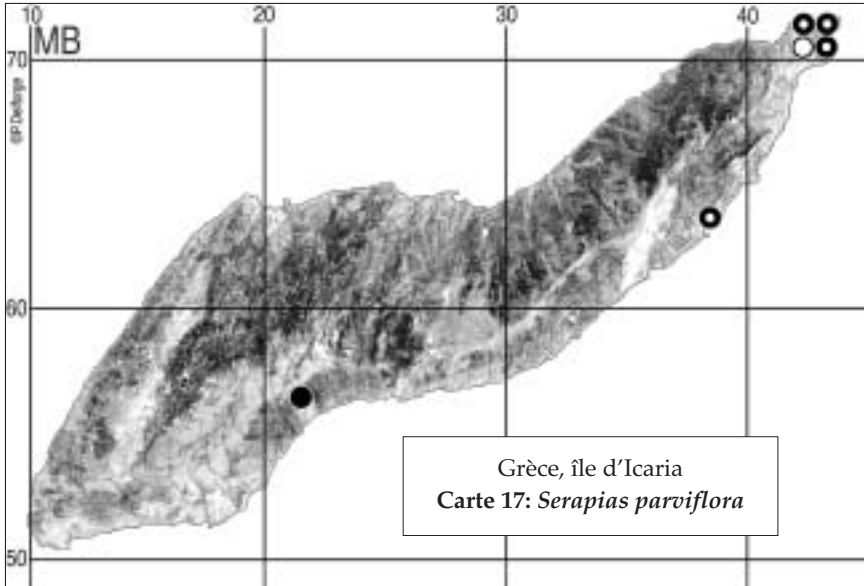 10 MB 20 30 40
70
©P.Delforge
60
50
Grèce, île d'Icaria
Carte 17: Serapias parviflora